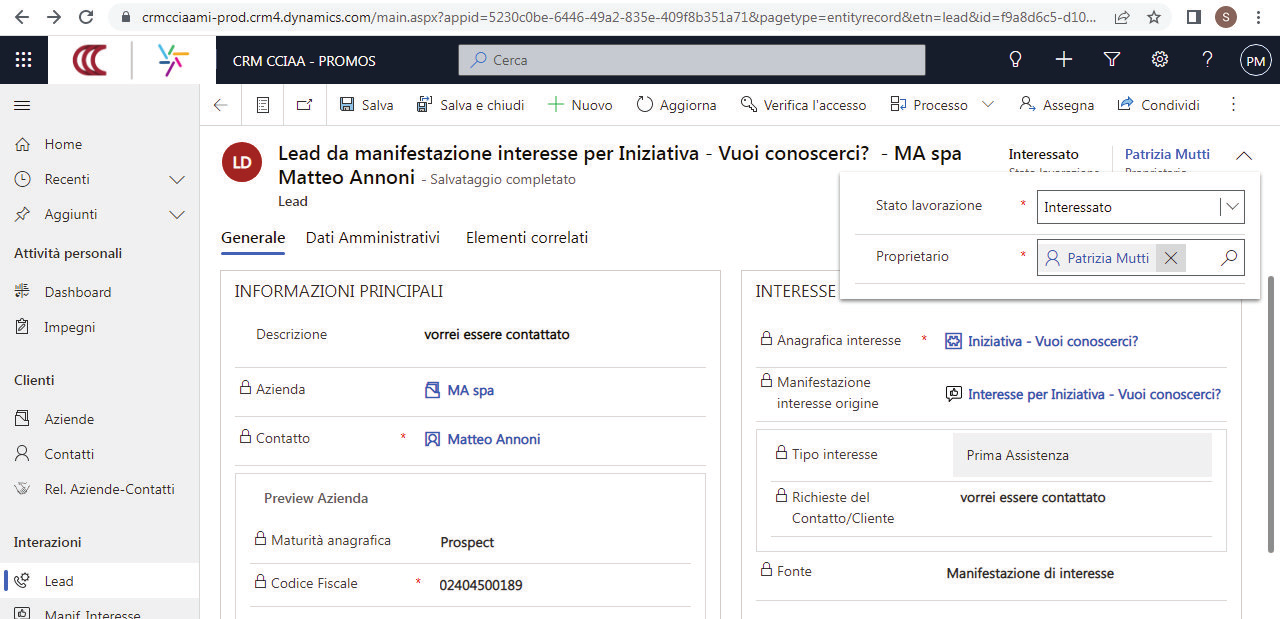 crmcciaami-prod.crm4.dynamics.com/main.aspx?appid=5230c0be-6446-49a2-835e-409f8b351a71&pagetype=entityrecord&etn=lead&id=f9a8d6c5-d10...
S
CRM CCIAA - PROMOS
Cerca
PM
Salva
Salva e chiudi
Nuovo
Aggiorna
Verifica l'accesso
Processo
Assegna
Condividi
Home
Recenti
Aggiunti
Attività personali
Dashboard
Impegni
Clienti
Aziende
Contatti
Rel. Aziende-Contatti
Interazioni
Lead
Manif. Interesse
LD
Lead da manifestazione interesse per Iniziativa - Vuoi conoscerci? - MA spa
Matteo Annoni - Salvataggio completato
Lead
Interessato
Stato lavorazione
Patrizia Mutti
Proprietario
Stato lavorazione * Interessato
Proprietario * Patrizia Mutti
Generale
Dati Amministrativi
Elementi correlati
INFORMAZIONI PRINCIPALI
Descrizione vorrei essere contattato
Azienda MA spa
Contatto * Matteo Annoni
Preview Azienda
Maturità anagrafica Prospect
Codice Fiscale * 02404500189
INTERESSE
Anagrafica interesse * Iniziativa - Vuoi conoscerci?
Manifestazione
interesse origine
Interesse per Iniziativa - Vuoi conoscerci?
Tipo interesse Prima Assistenza
Richieste del
Contatto/Cliente
vorrei essere contattato
Fonte Manifestazione di interesse